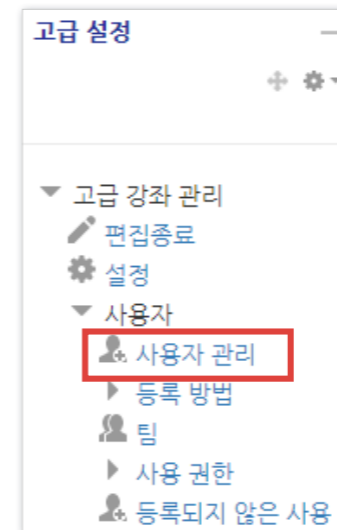 고급 설정
고급 강좌 관리
편집종료
설정
사용자
사용자 관리
등록 방법
팀
사용 권한
등록되지 않은 사용